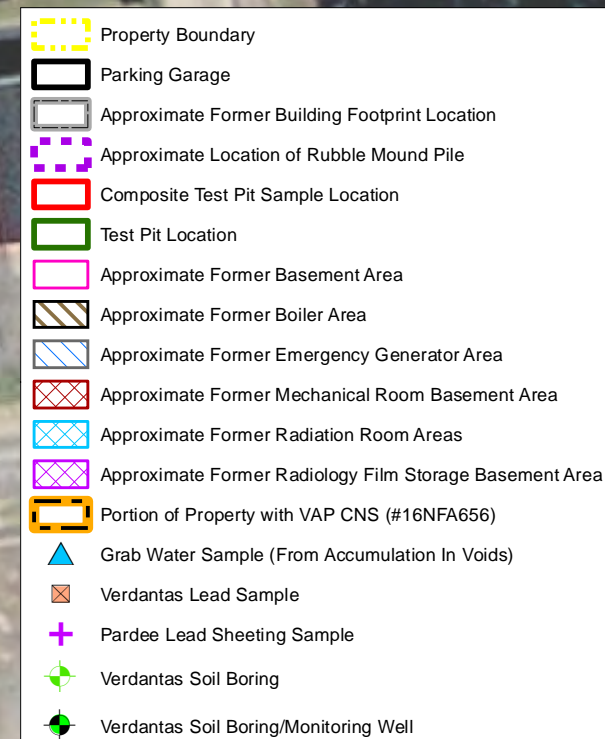 Property Boundary
Parking Garage
Approximate Former Building Footprint Location
Approximate Location of Rubble Mound Pile
Composite Test Pit Sample Location
Test Pit Location
Approximate Former Basement Area
Approximate Former Boiler Area
Approximate Former Emergency Generator Area
Approximate Former Mechanical Room Basement Area
Approximate Former Radiation Room Areas
Approximate Former Radiology Film Storage Basement Area
Portion of Property with VAP CNS (#16NFA656)
Grab Water Sample (From Accumulation In Voids)
Verdantas Lead Sample
Pardee Lead Sheeting Sample
Verdantas Soil Boring
Verdantas Soil Boring/Monitoring Well